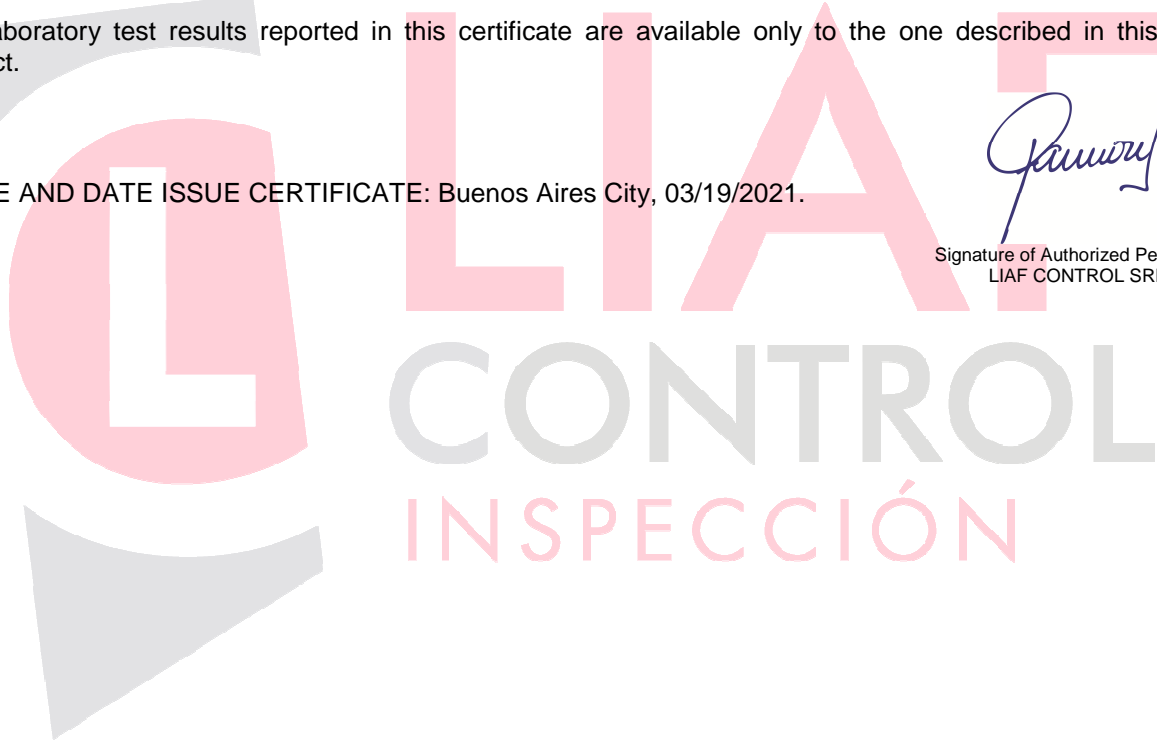 aboratory test results reported in this certificate are available only to the one described in this
ct.
E AND DATE ISSUE CERTIFICATE: Buenos Aires City, 03/19/2021.
Signature of Authorized Pe
LIAF CONTROL SRL
LIAF
CONTROL
INSPECCIÓN
L